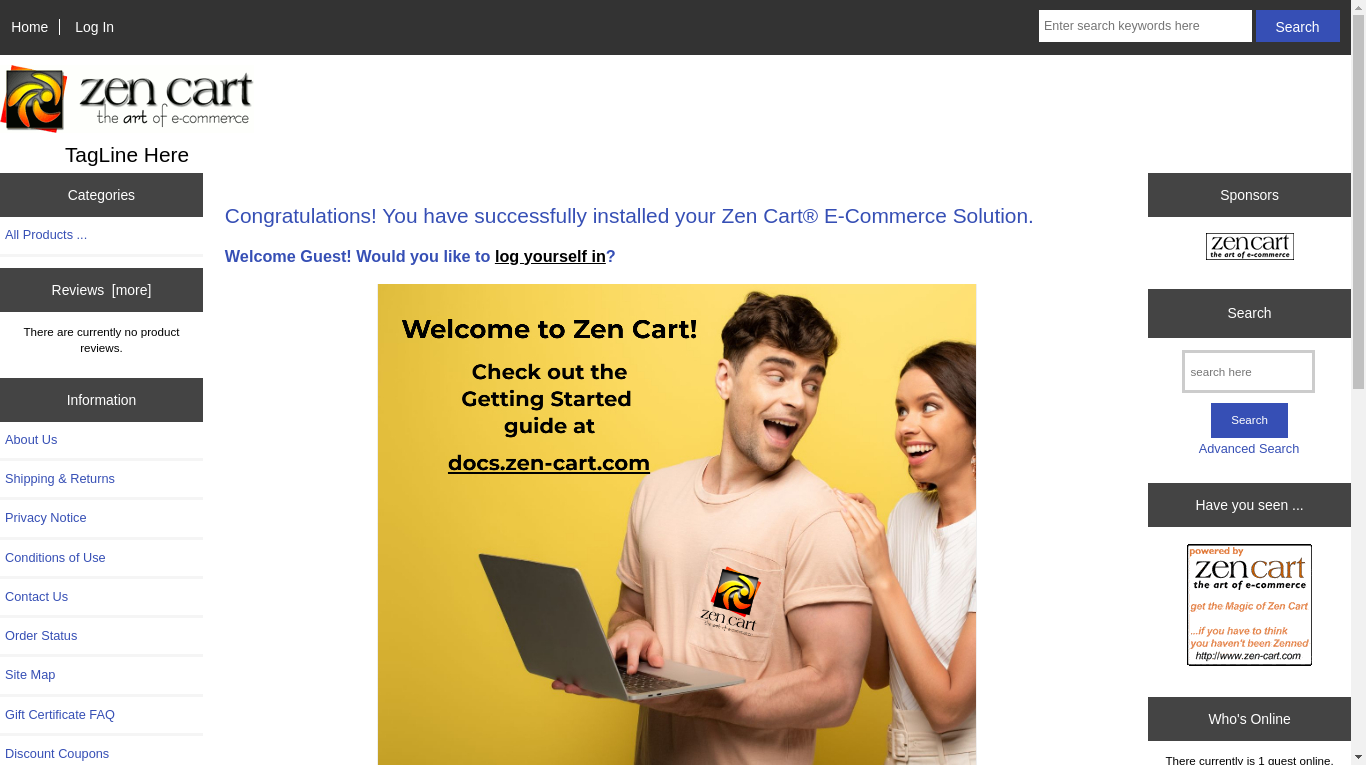 Home
Log In
Enter search keywords here
Search
zen cart
the art of e-commerce
TagLine Here
Categories
All Products ...
Reviews  [more]
There are currently no product
reviews.
Information
About Us
Shipping & Returns
Privacy Notice
Conditions of Use
Contact Us
Order Status
Site Map
Gift Certificate FAQ
Discount Coupons
Congratulations! You have successfully installed your Zen Cart® E-Commerce Solution.
Welcome Guest! Would you like to log yourself in?
Welcome to Zen Cart!
Check out the
Getting Started
guide at
docs.zen-cart.com
zen cart
the art of e-commerce
Sponsors
zen cart
the art of e-commerce
Search
search here
Search
Advanced Search
Have you seen ...
powered by
zen cart
the art of e-commerce
get the Magic of Zen Cart
...if you have to think
you haven't been Zenned
http://www.zen-cart.com
Who's Online
There currently is 1 guest online.